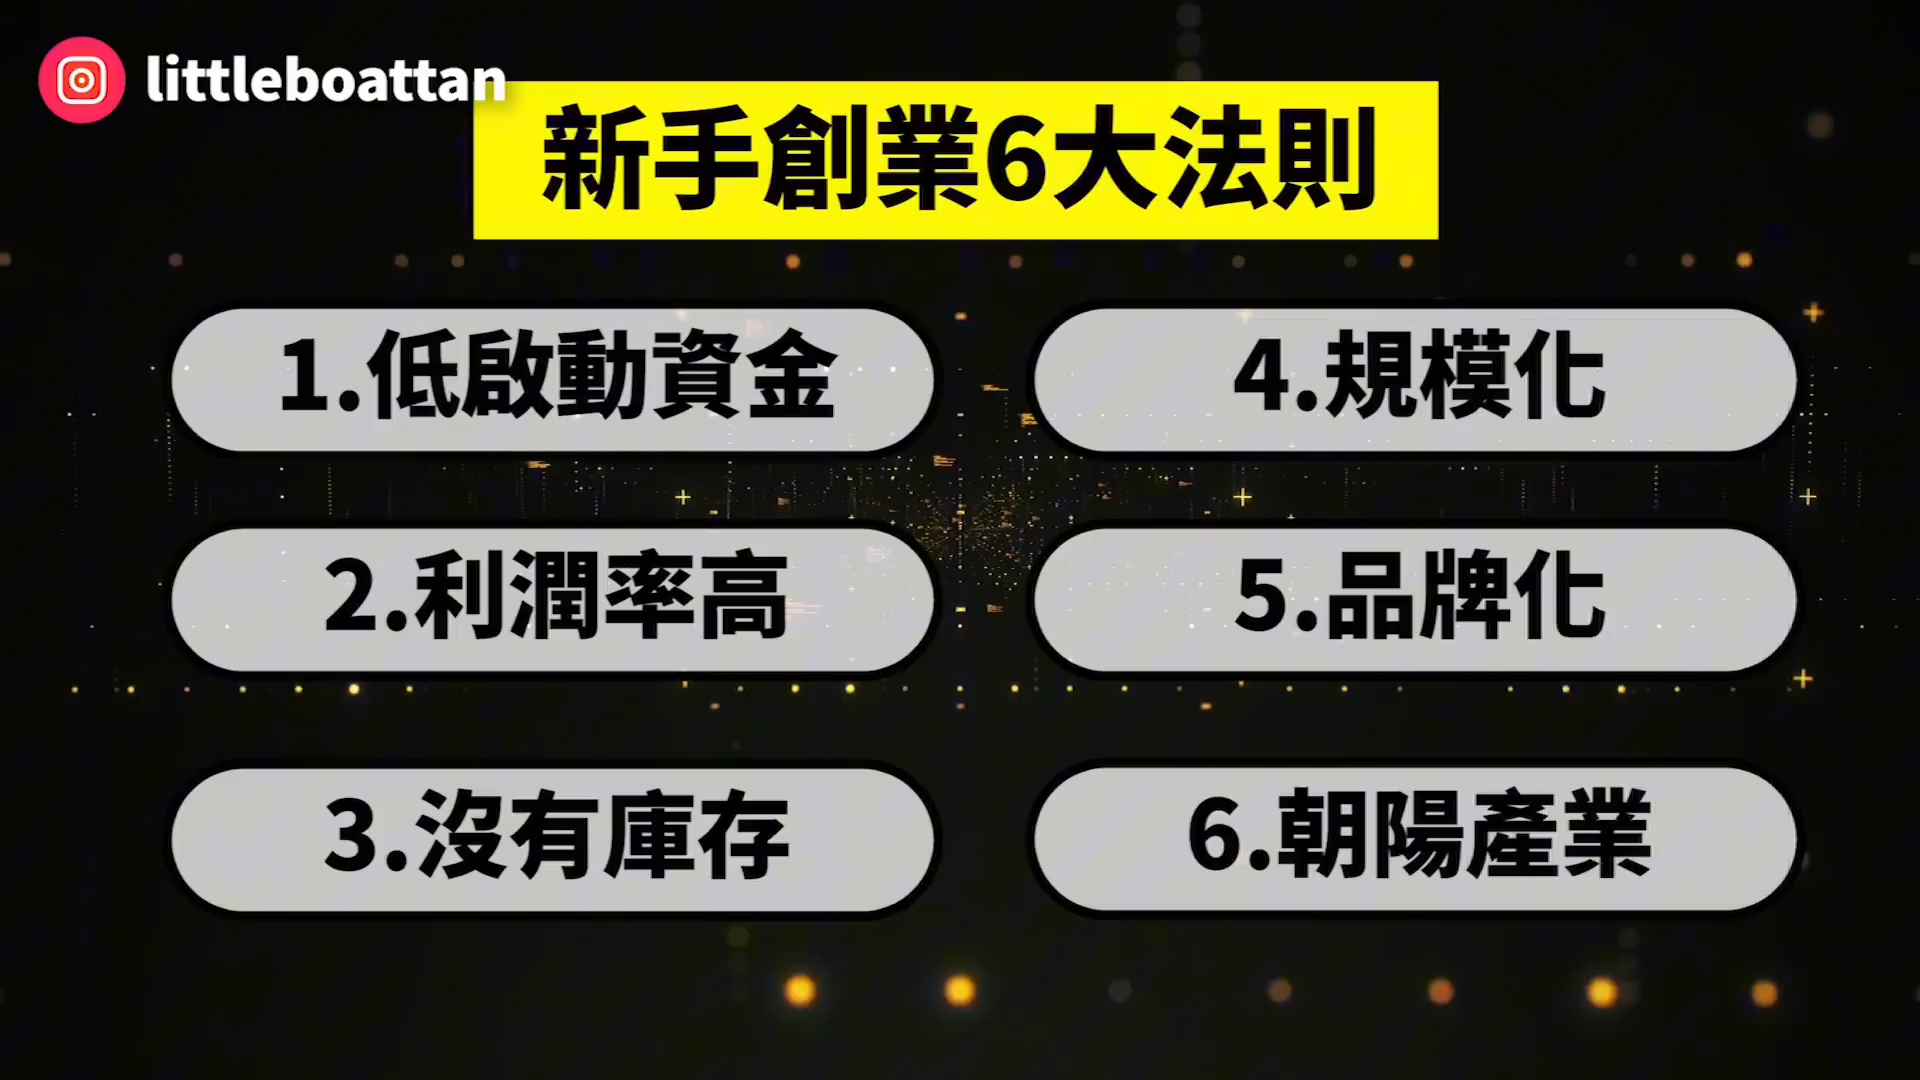 littleboattan
新手創業6大法則
1.低啟動資金
2.利潤率高
3.沒有庫存
4.規模化
5.品牌化
6.朝陽產業